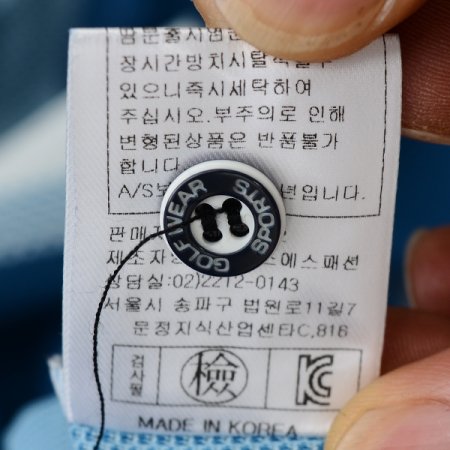 장시간방치시탈색될수
있으니즉시세탁하여
주십시오.부주의로 인해
변형된상품은 반품불가
합니다.
A/S 년입니다.
GOLF WEAR SPORTS
판매
제조자 에스패션
상담실:02)2212-0143
서울시 송파구 법원로11길7
문정지식산업센타C,816
검사필 檢 KC
MADE IN KOREA